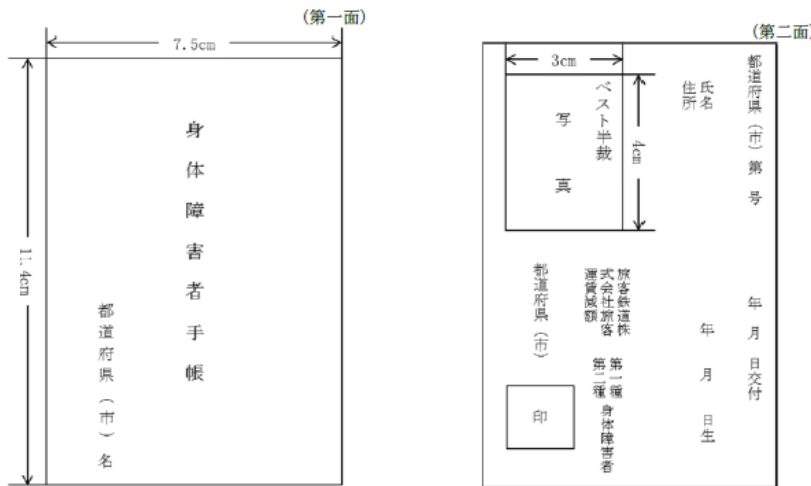 (第一面)
7.5cm
11.4cm
身体障害者手帳
都道府県(市)名
(第二面)
都道府県(市)第 号
年月日交付
氏名
年月日生
住所
3cm
4cm
ベスト半裁
写真
旅客鉄道株
式会社旅客
運賃減額
第一種
第二種
身体障害者
都道府県(市)
印